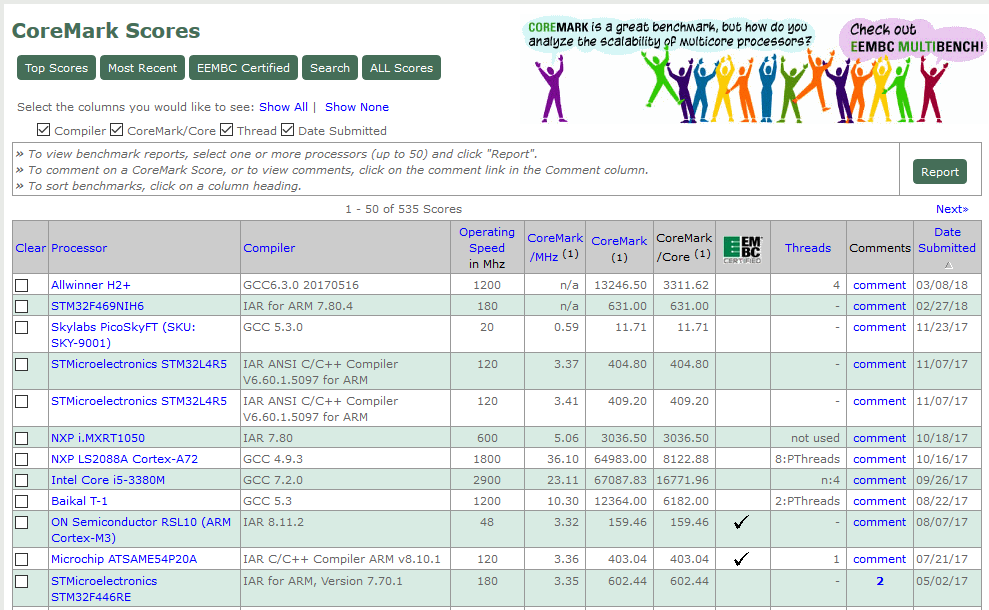 CoreMark Scores
COREMARK is a great benchmark, but how do you
analyze the scalability of multicore processors?
Check out
EEMBC MULTIBENCH!
Top Scores Most Recent EEMBC Certified Search ALL Scores
Select the columns you would like to see: Show All | Show None
Compiler CoreMark/Core Thread Date Submitted
» To view benchmark reports, select one or more processors (up to 50) and click "Report".
» To comment on a CoreMark Score, or to view comments, click on the comment link in the Comment column.
» To sort benchmarks, click on a column heading.
Report
1 - 50 of 535 Scores Next»
Clear Processor Compiler Operating Speed in Mhz CoreMark /MHz (1) CoreMark (1) CoreMark /Core (1) EEMBC CERTIFIED Threads Comments Date Submitted
Allwinner H2+ GCC6.3.0 20170516 1200 n/a 13246.50 3311.62 4 comment 03/08/18
STM32F469NIH6 IAR for ARM 7.80.4 180 n/a 631.00 631.00 - comment 02/27/18
Skylabs PicoSkyFT (SKU: GCC 5.3.0 20 0.59 11.71 11.71 - comment 11/23/17
SKY-9001)
STMicroelectronics STM32L4R5 IAR ANSI C/C++ Compiler 120 3.37 404.80 404.80 - comment 11/07/17
V6.60.1.5097 for ARM
STMicroelectronics STM32L4R5 IAR ANSI C/C++ Compiler 120 3.41 409.20 409.20 - comment 11/07/17
V6.60.1.5097 for ARM
NXP i.MXRT1050 IAR 7.80 600 5.06 3036.50 3036.50 not used comment 10/18/17
NXP LS2088A Cortex-A72 GCC 4.9.3 1800 36.10 64983.00 8122.88 8:PThreads comment 10/16/17
Intel Core i5-3380M GCC 7.2.0 2900 23.11 67087.83 16771.96 n:4 comment 09/26/17
Baikal T-1 GCC 5.3 1200 10.30 12364.00 6182.00 2:PThreads comment 08/22/17
ON Semiconductor RSL10 (ARM IAR 8.11.2 48 3.32 159.46 159.46 - comment 08/07/17
Cortex-M3)
Microchip ATSAME54P20A IAR C/C++ Compiler ARM v8.10.1 120 3.36 403.04 403.04 1 comment 07/21/17
STMicroelectronics IAR for ARM, Version 7.70.1 180 3.35 602.44 602.44 - 2 05/02/17
STM32F446RE